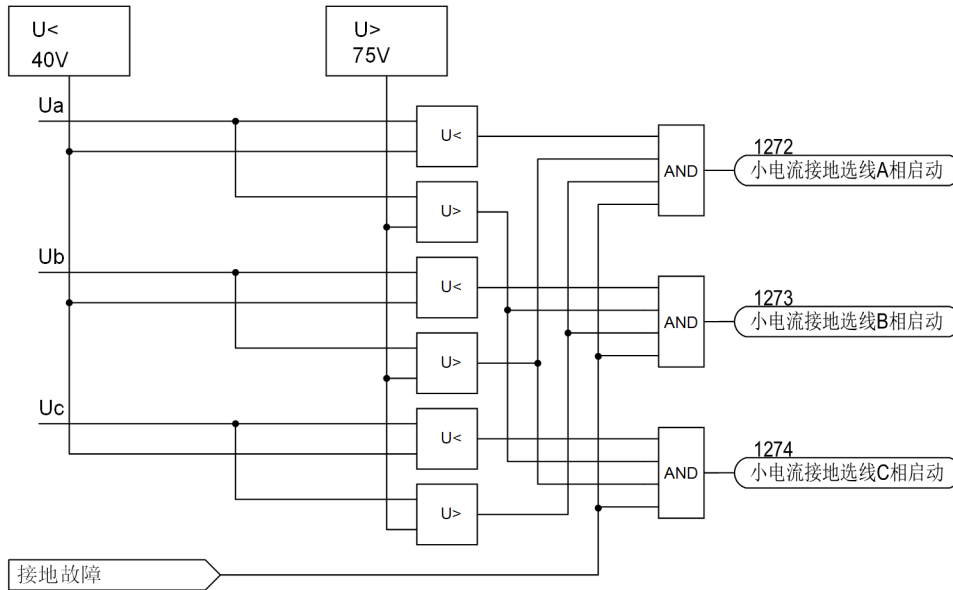 U<
40V
U>
75V
Ua
U<
AND
1272
小电流接地选线A相启动
U>
Ub
U<
AND
1273
小电流接地选线B相启动
U>
Uc
U<
AND
1274
小电流接地选线C相启动
U>
接地故障